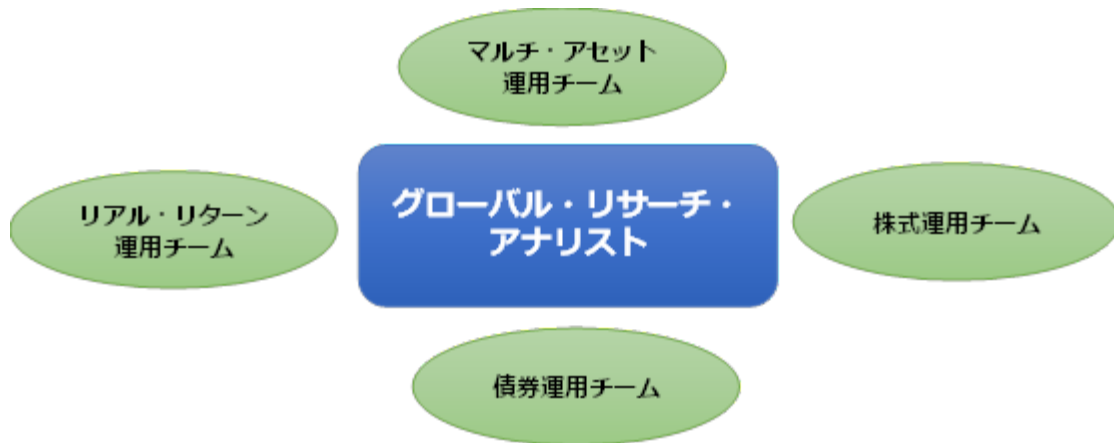 マルチ・アセット
運用チーム
グローバル・リサーチ・
アナリスト
リアル・リターン
運用チーム
株式運用チーム
債券運用チーム